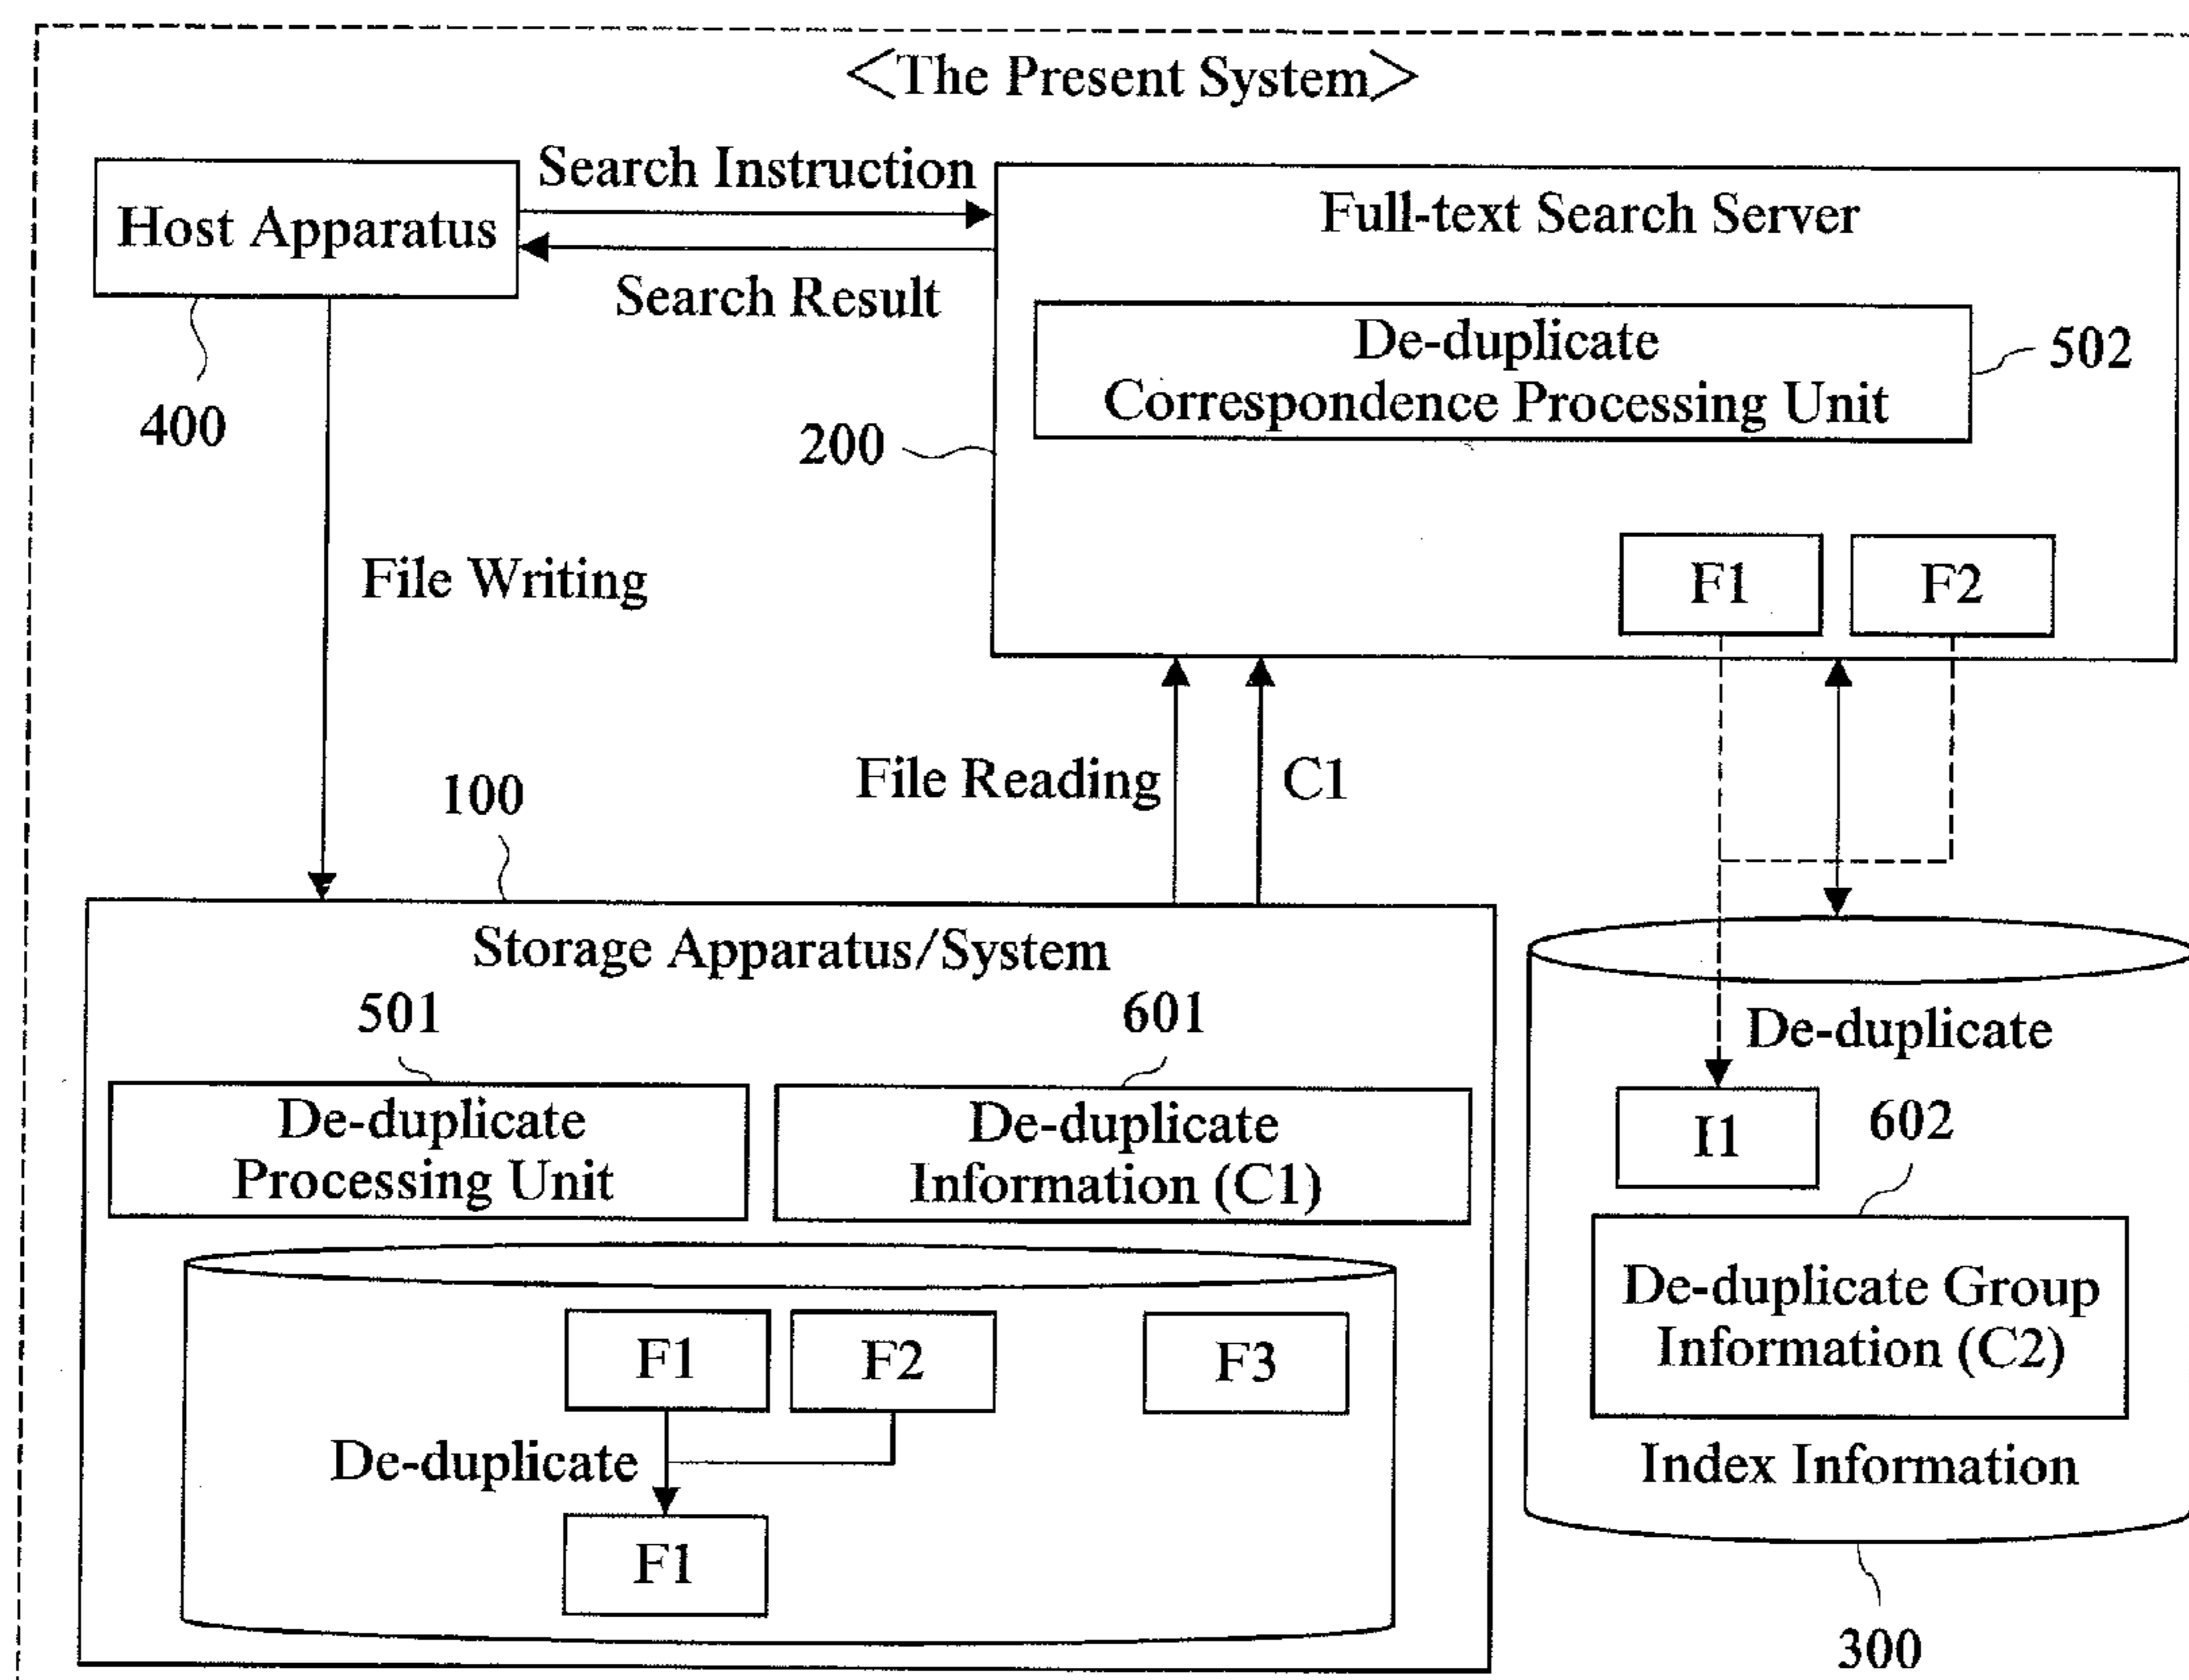 <The Present System>
Host Apparatus
Search Instruction
Search Result
400
Full-text Search Server
De-duplicate
Correspondence Processing Unit
502
200
F1
F2
File Writing
File Reading
C1
100
Storage Apparatus/System
501
601
De-duplicate
Processing Unit
De-duplicate
Information (C1)
F1
F2
F3
De-duplicate
F1
De-duplicate
I1
602
De-duplicate Group
Information (C2)
Index Information
300